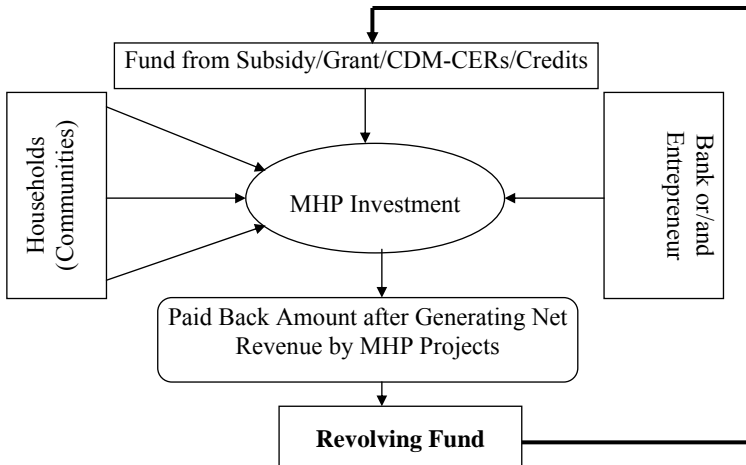 Fund from Subsidy/Grant/CDM-CERs/Credits
Households
(Communities)
MHP Investment
Bank or/and
Entrepreneur
Paid Back Amount after Generating Net
Revenue by MHP Projects
Revolving Fund